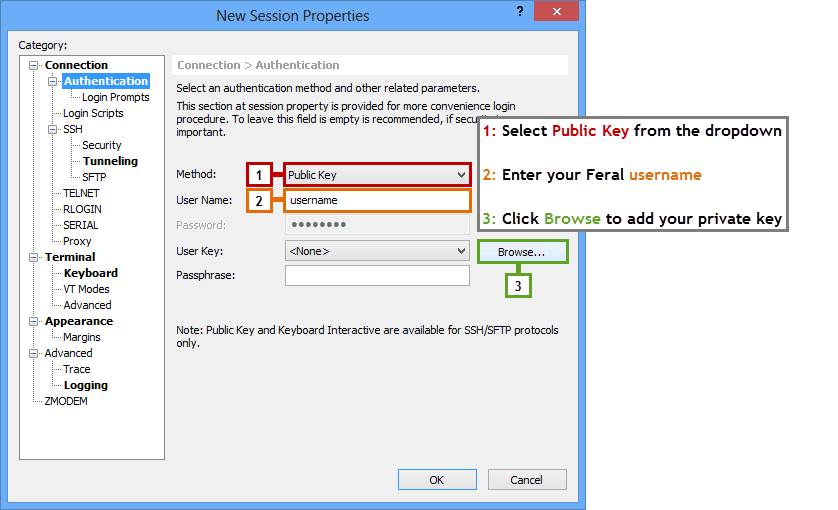 New Session Properties
?
Category:
Connection
Authentication
Login Prompts
Login Scripts
SSH
Security
Tunneling
SFTP
TELNET
RLOGIN
SERIAL
Proxy
Terminal
Keyboard
VT Modes
Advanced
Appearance
Margins
Advanced
Trace
Logging
ZMODEM
Connection > Authentication
Select an authentication method and other related parameters.
This section at session property is provided for more convenience login
procedure. To leave this field is empty is recommended, if
important.
Method:
1
Public Key
User Name:
2
username
Password:
User Key:
<None>
Browse...
Passphrase:
3
Note: Public Key and Keyboard Interactive are available for SSH/SFTP protocols
only.
OK
Cancel
1: Select Public Key from the dropdown
2: Enter your Feral username
3: Click Browse to add your private key